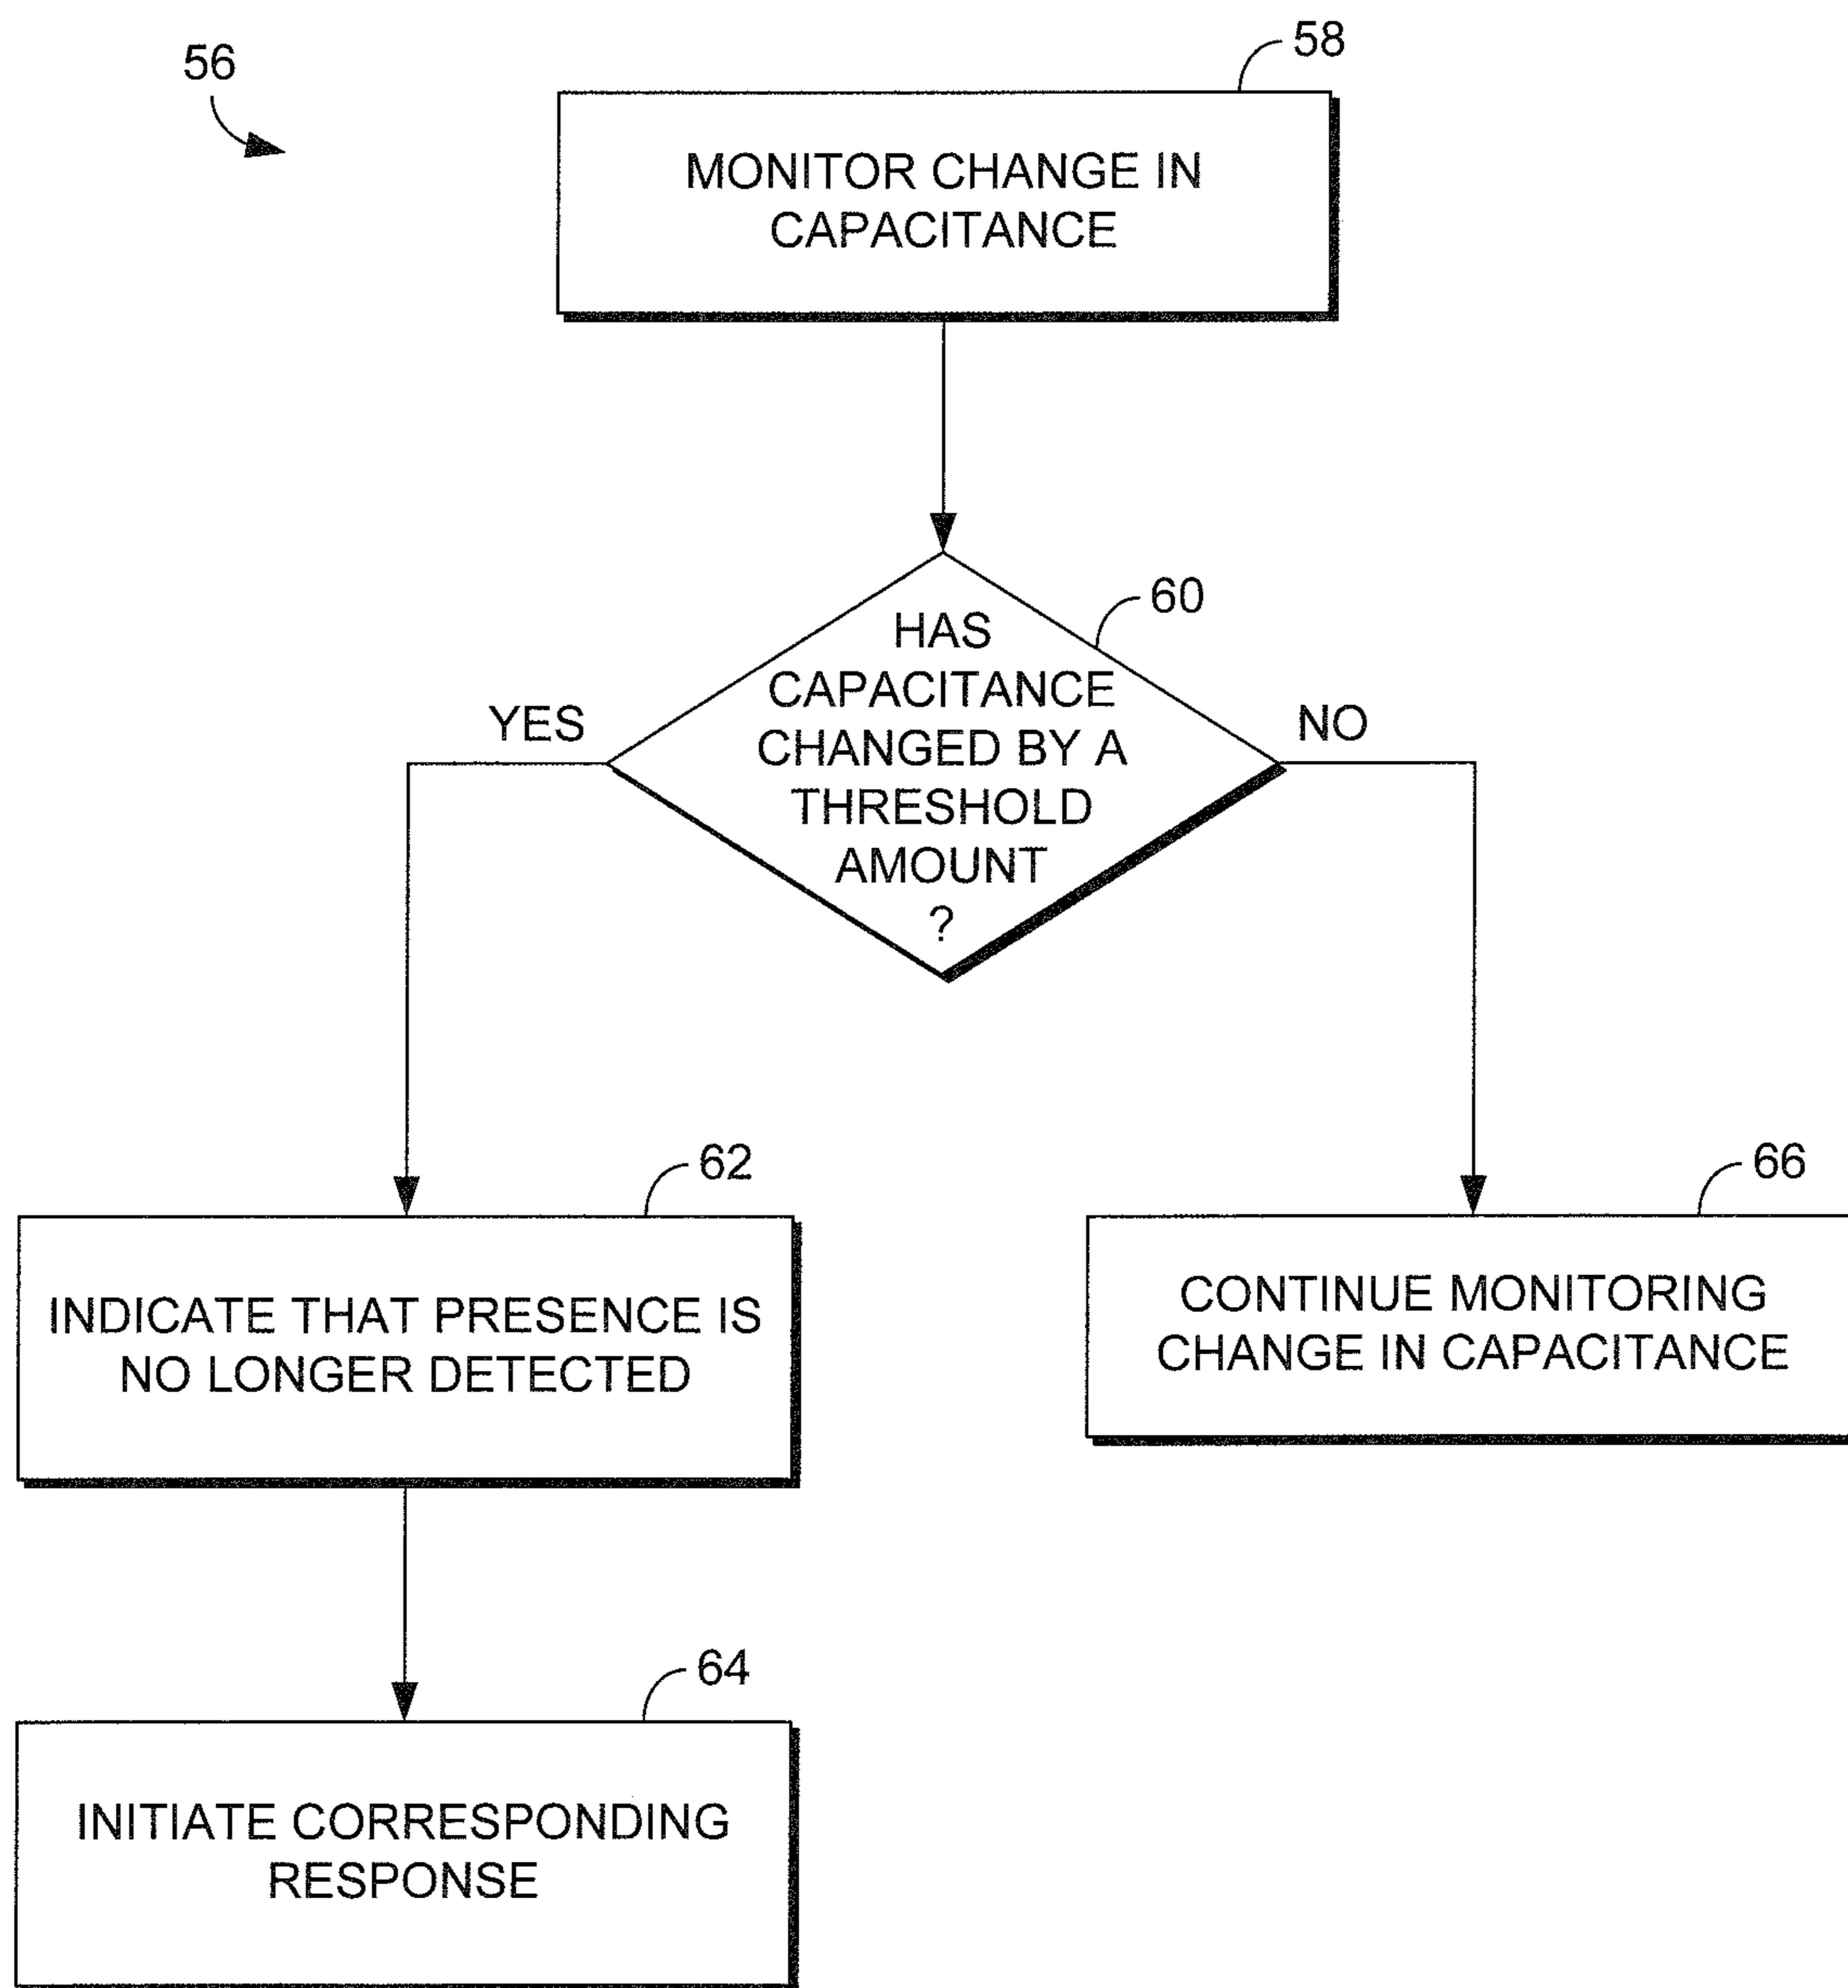 56
58
MONITOR CHANGE IN
CAPACITANCE
60
HAS
CAPACITANCE
CHANGED BY A
THRESHOLD
AMOUNT
?
YES
NO
62
INDICATE THAT PRESENCE IS
NO LONGER DETECTED
66
CONTINUE MONITORING
CHANGE IN CAPACITANCE
64
INITIATE CORRESPONDING
RESPONSE